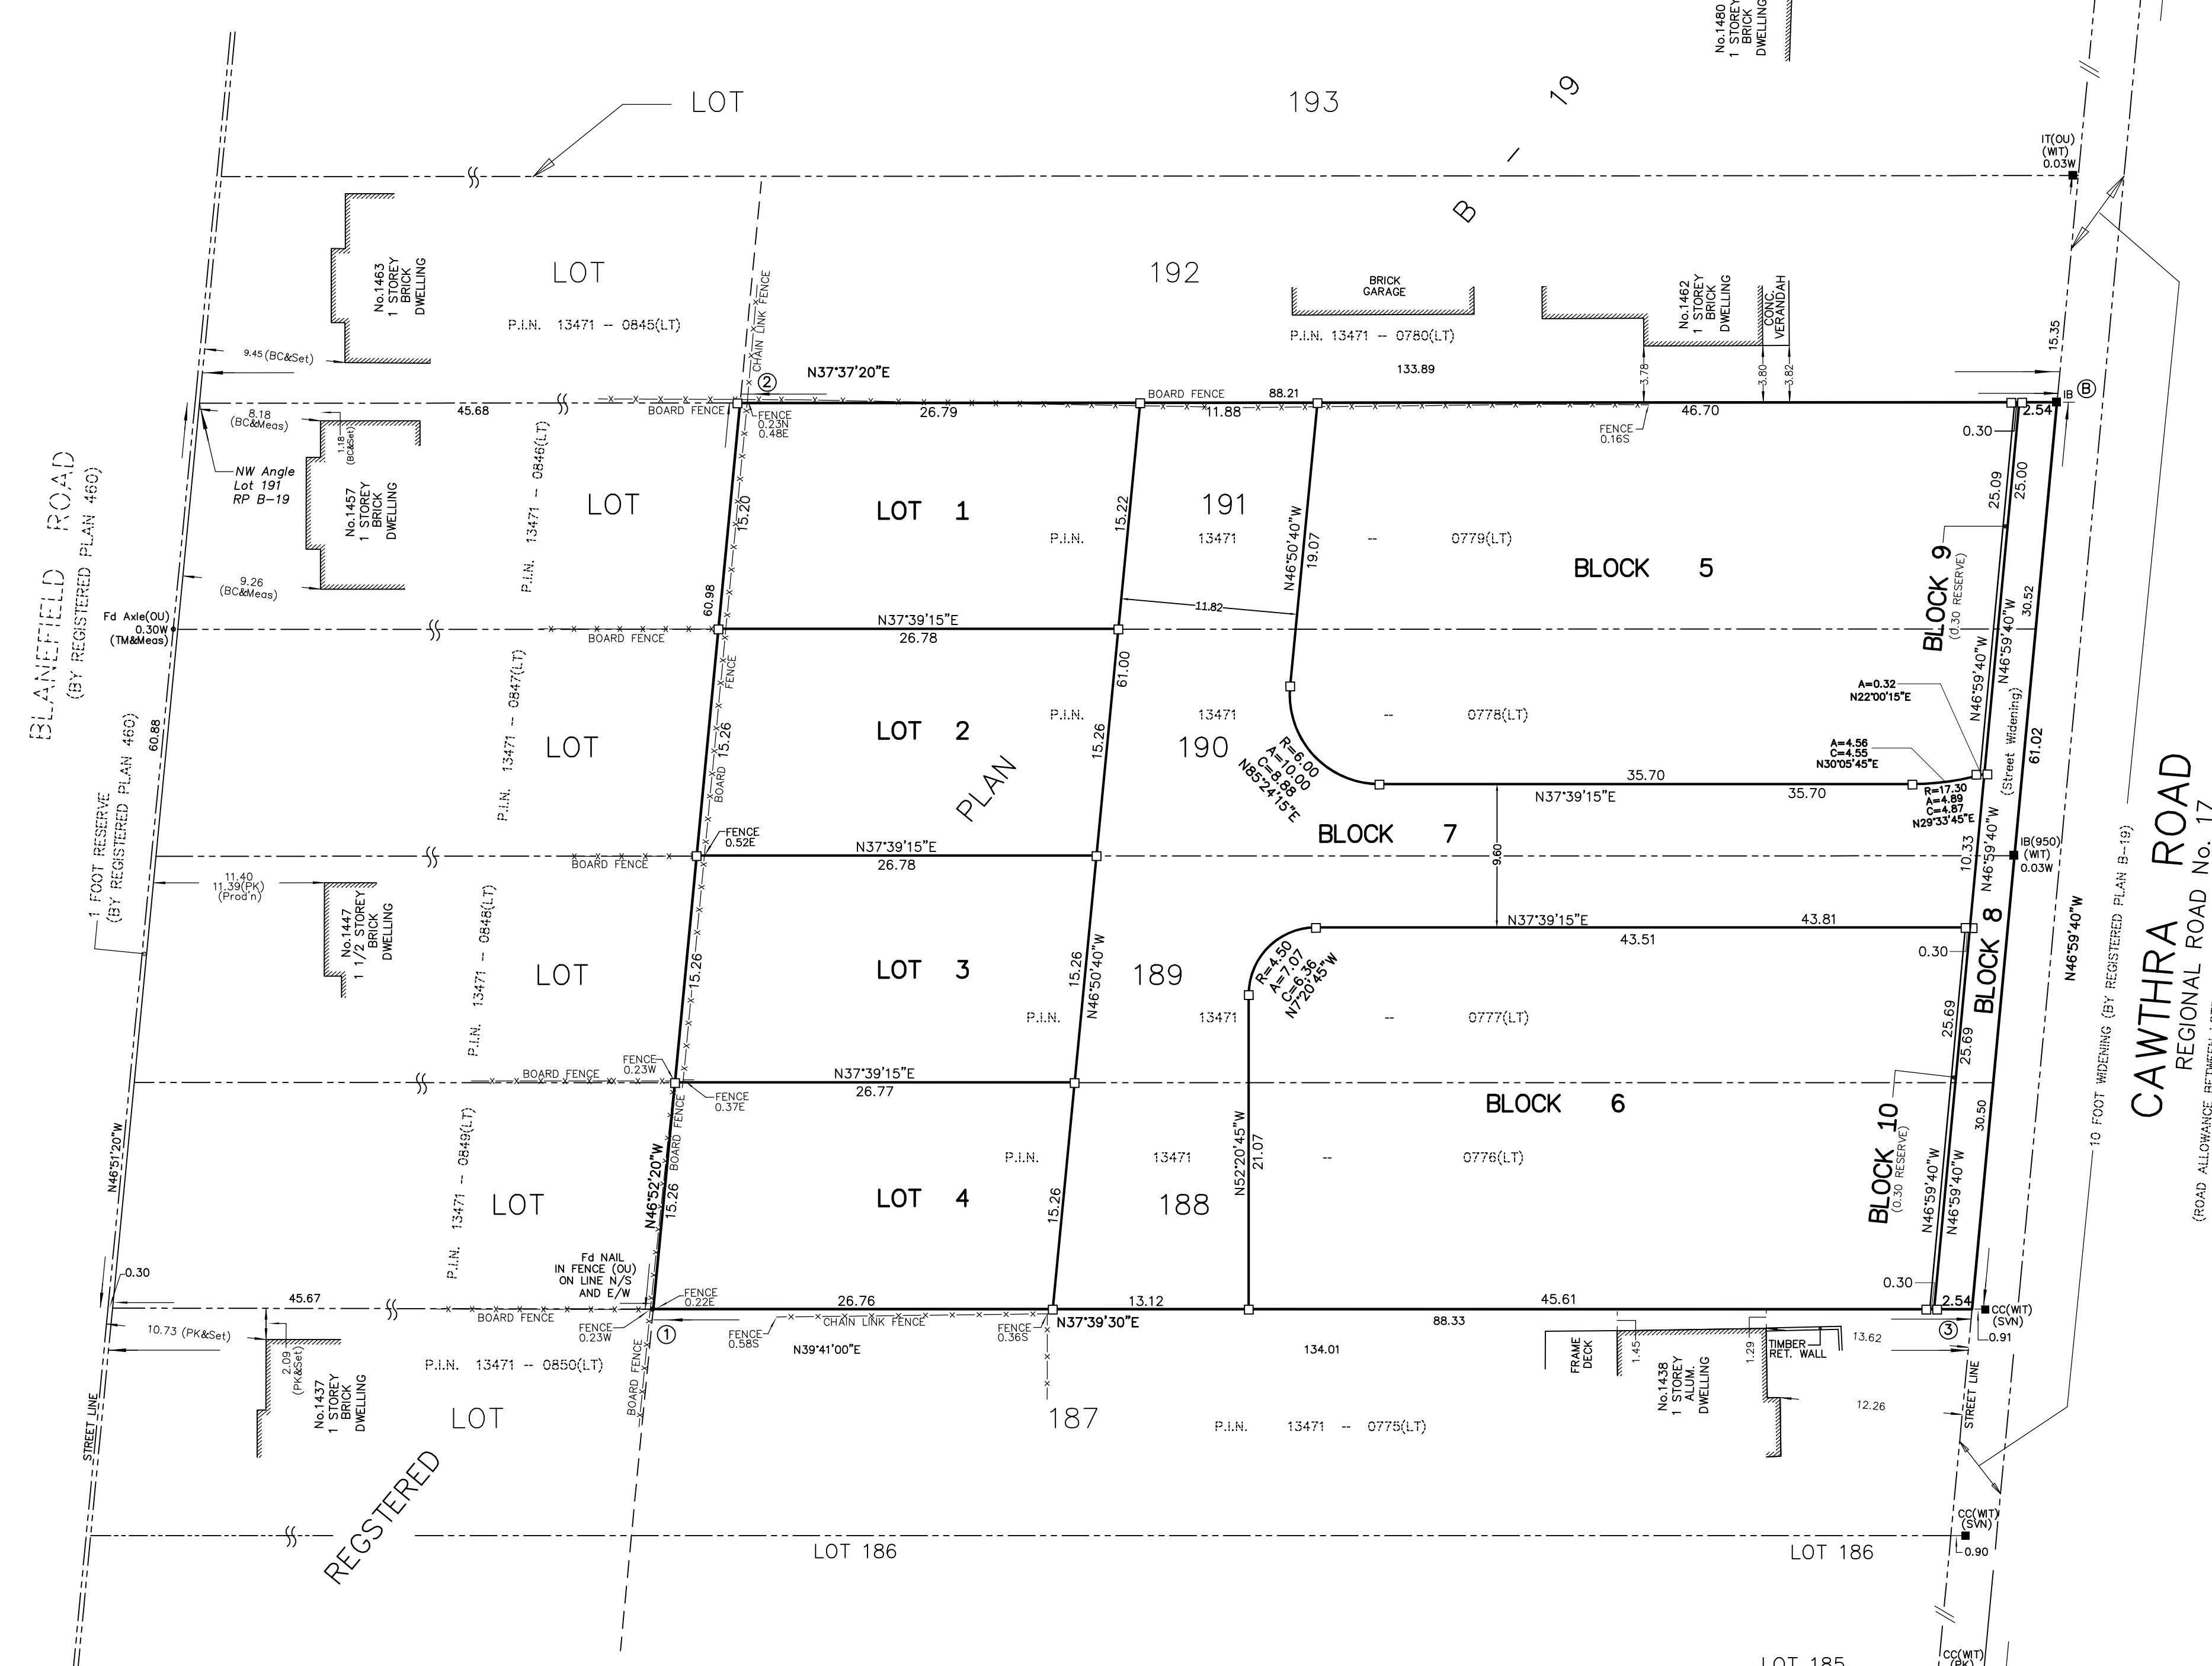 No.1480
1 STOREY
BRICK
DWELLING
LOT
193
19
IT(OU)
(WIT)
0.03W
No.1463
1 STOREY
BRICK
DWELLING
LOT
192
B
–
CHAIN LINK FENCE
BRICK
GARAGE
No.1462
1 STOREY
BRICK
DWELLING
CONC.
VERANDAH
P.I.N. 13471 -- 0845(LT)
P.I.N. 13471 -- 0780(LT)
15.35
9.45 (BC&Set)
N37°37'20"E
133.89
3.78
3.80
3.82
2
IB
B
45.68
BOARD FENCE
FENCE
0.23N
0.48E
26.79
BOARD FENCE
11.88
88.21
FENCE
0.16S
46.70
2.54
0.30
8.18
(BC&Meas)
1.18
(BC&Set)
NW Angle
Lot 191
RP B-19
BLANEFIELD ROAD
(BY REGISTERED PLAN 460)
No.1457
1 STOREY
BRICK
DWELLING
P.I.N. 13471 -- 0846(LT)
LOT
LOT 1
15.20
15.22
191
P.I.N. 13471 -- 0779(LT)
N46°50'40"W
19.07
BLOCK 5
25.09
25.00
BLOCK 9
(0.30 RESERVE)
30.52
9.26
(BC&Meas)
Fd Axle(OU)
0.30W
(TM&Meas)
60.98
11.82
BOARD FENCE
N37°39'15"E
26.78
N46°59'40"W
N46°59'40"W
BOARD FENCE
P.I.N. 13471 -- 0847(LT)
LOT
LOT 2
15.26
61.00
15.26
PLAN
P.I.N. 13471 -- 0778(LT)
190
R=6.00
A=10.00
C=8.88
N85°24'15"E
A=0.32
N22°00'15"E
A=4.56
C=4.55
N30°05'45"E
35.70
N37°39'15"E
35.70
R=17.30
A=4.89
C=4.87
N29°33'45"E
(Street Widening)
61.02
60.88
1 FOOT RESERVE
(BY REGISTERED PLAN 460)
BLOCK 7
9.60
10.33
N46°59'40"W
IB(950)
(WIT)
0.03W
FENCE
0.52E
BOARD FENCE
N37°39'15"E
26.78
11.40
11.39(PK)
(Prod'n)
No.1447
1 1/2 STOREY
BRICK
DWELLING
P.I.N. 13471 -- 0848(LT)
LOT
LOT 3
15.26
15.26
N46°50'40"W
189
P.I.N. 13471 -- 0777(LT)
R=4.50
A=7.07
C=6.36
N7°20'45"W
N37°39'15"E
43.81
43.51
0.30
BLOCK 8
N46°59'40"W
10 FOOT WIDENING (BY REGISTERED PLAN B-19)
CAWTHRA ROAD
REGIONAL ROAD No. 17
25.69
25.69
FENCE
0.23W
BOARD FENCE
N37°39'15"E
26.77
FENCE
0.37E
BOARD FENCE
BLOCK 6
30.50
N46°51'20"W
P.I.N. 13471 -- 0849(LT)
LOT
N46°52'20"W
15.26
LOT 4
15.26
P.I.N. 13471 -- 0776(LT)
188
N52°20'45"W
21.07
BLOCK 10
(0.30 RESERVE)
N46°59'40"W
N46°59'40"W
Fd NAIL
IN FENCE (OU)
ON LINE N/S
AND E/W
0.30
45.67
BOARD FENCE
FENCE
0.22E
FENCE
0.23W
26.76
13.12
45.61
0.30
2.54
CC(WIT)
(SVN)
0.91
1
FENCE
0.58S
CHAIN LINK FENCE
FENCE
0.36S
N37°39'30"E
88.33
3
10.73 (PK&Set)
N39°41'00"E
134.01
FRAME
DECK
1.45
1.29
TIMBER
RET. WALL
13.62
STREET LINE
2.09
(PK&Set)
No.1437
1 STOREY
BRICK
DWELLING
P.I.N. 13471 -- 0850(LT)
BOARD FENCE
LOT
187
P.I.N. 13471 -- 0775(LT)
No.1438
1 STOREY
ALUM.
DWELLING
12.26
STREET LINE
REGSTERED
CC(WIT)
(SVN)
0.90
LOT 186
LOT 186
LOT 185
CC(WIT)
(PK)